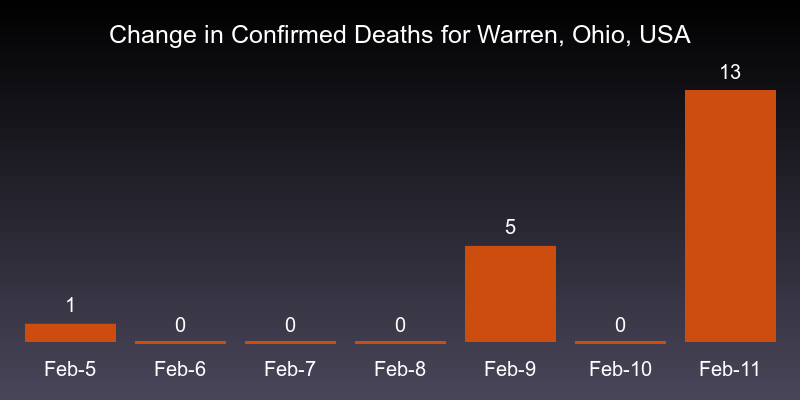 Change in Confirmed Deaths for Warren, Ohio, USA
13
5
1
0
0
0
0
Feb-5
Feb-6
Feb-7
Feb-8
Feb-9
Feb-10
Feb-11